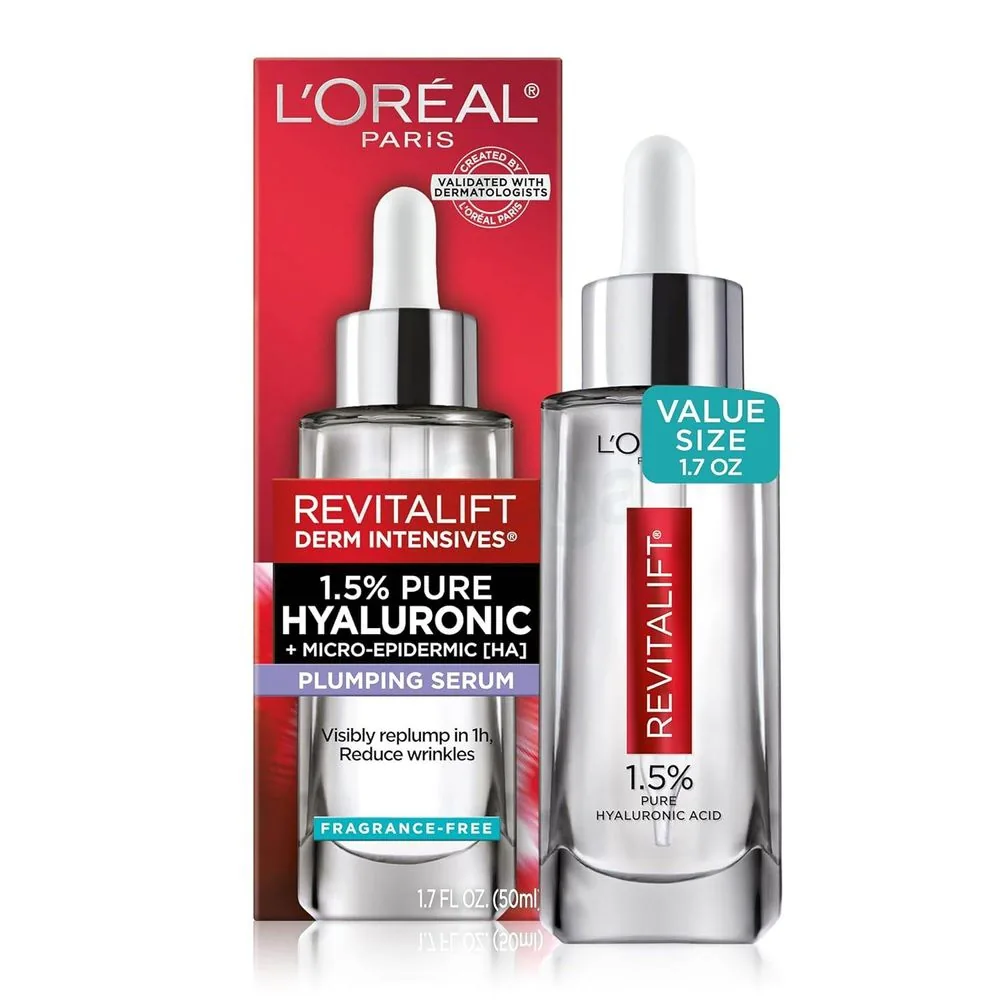 L'ORÉAL®
PARiS
CREATED BY
VALIDATED WITH
DERMATOLOGISTS
L'ORÉAL PARIS
REVITALIFT
DERM INTENSIVES®
1.5% PURE
HYALURONIC
+ MICRO-EPIDERMIC [HA]
PLUMPING SERUM
Visibly replump in 1h,
Reduce wrinkles
FRAGRANCE-FREE
1.7 FL OZ. (50ml)
L'O
P
VALUE
SIZE
1.7 OZ
REVITALIFT®
1.5%
PURE
HYALURONIC ACID